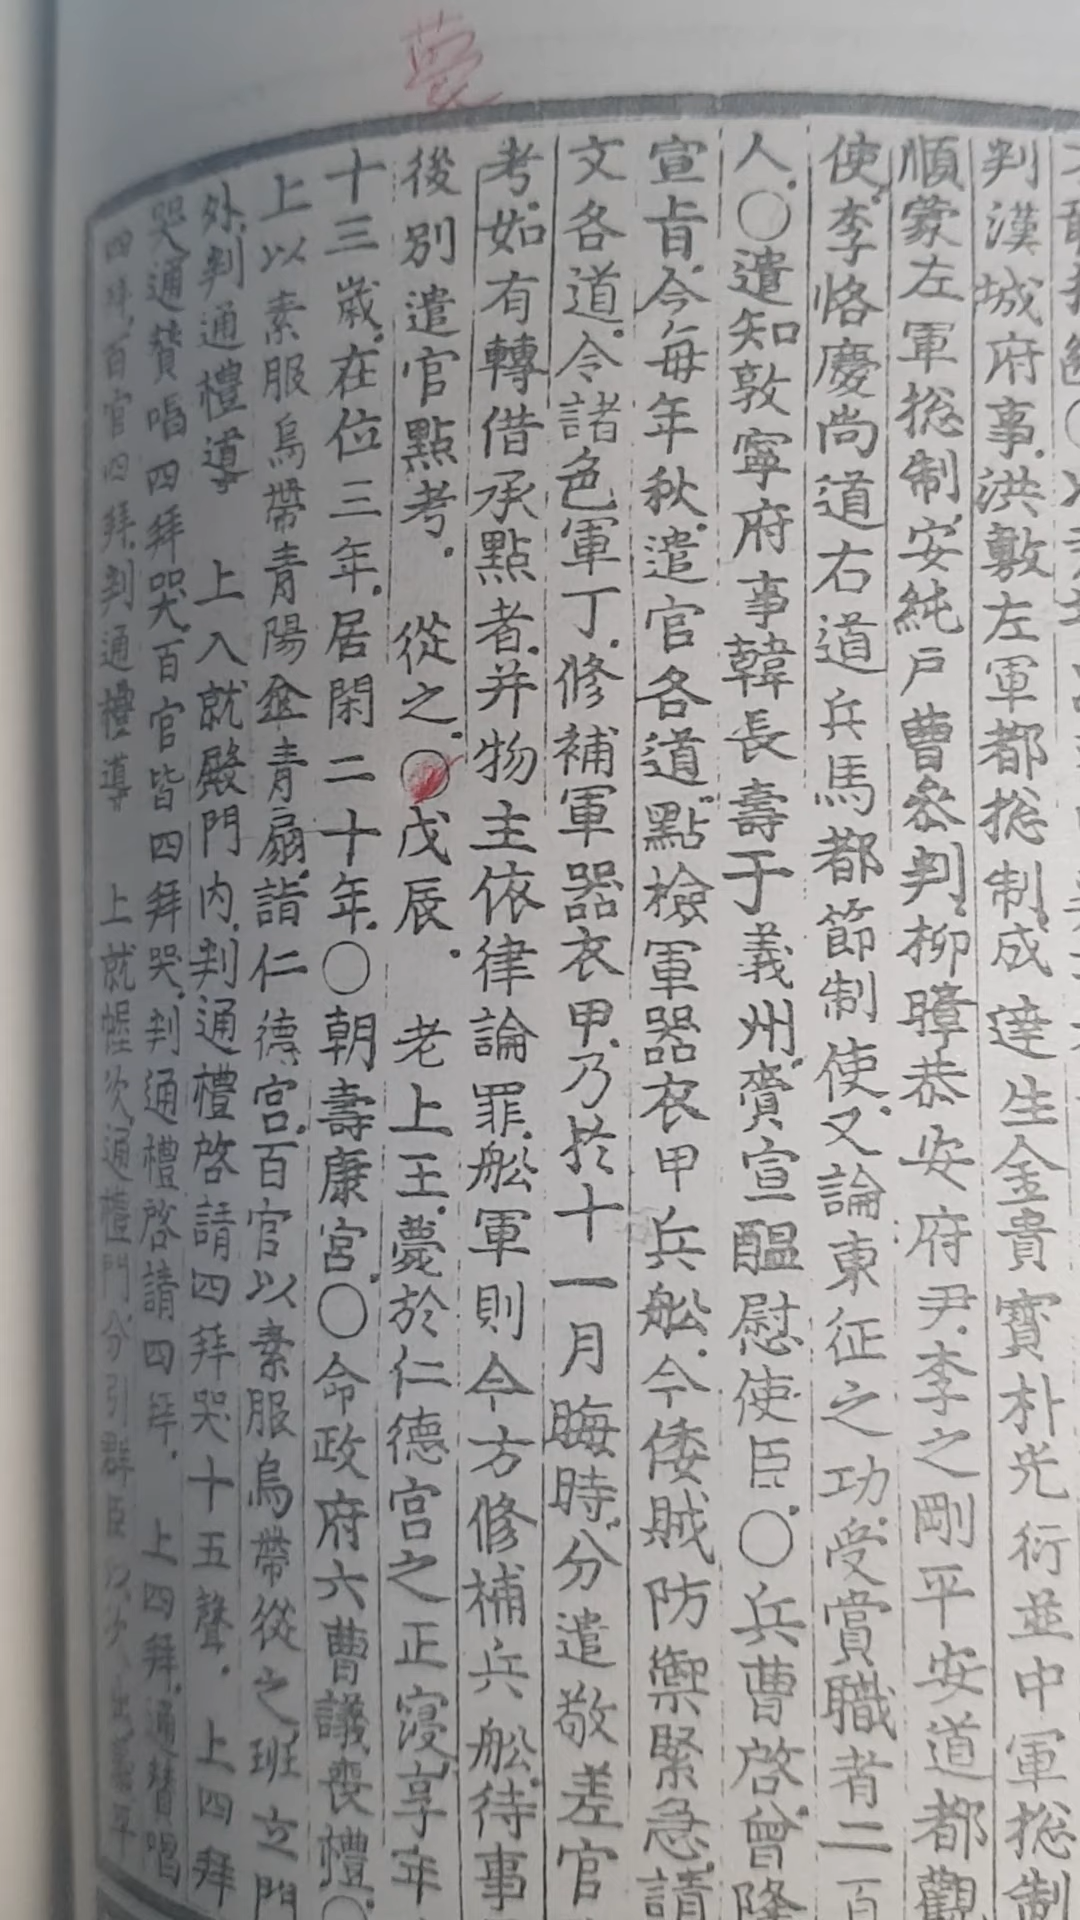 薨
判漢城府事洪敷左軍都摠制成達生金貴寶朴光衍並中軍摠制
順蒙左軍摠制安純戶曹參判柳暲恭安府尹李之剛平安道都觀
使李恪慶尙道右道兵馬都節制使又論東征之功受賞職者二百
人○遣知敦寧府事韓長壽于義州賫宣醞慰使臣○兵曹啓曾降
宣旨今每年秋遣官各道點檢軍器衣甲兵舩今倭賊防禦緊急請
文各道令諸色軍丁修補軍器衣甲乃於十一月晦時分遣敬差官
考如有轉借承點者并物主依律論罪舩軍則今方修補兵舩待事
後別遣官點考 從之○戊辰 老上王薨於仁德宮之正寢享年
十三歲在位三年居閑二十年○朝壽康宮○命政府六曹議喪禮○
上以素服烏帶靑陽傘靑扇詣仁德宮百官以素服烏帶從之班立門
外判通禮導 上入就殿門內判通禮啓請四拜哭十五聲 上四拜
哭通贊唱四拜哭百官皆四拜哭判通禮啓請四拜 上四拜通贊唱
四拜百官四拜判通禮導 上就幄次通禮門分引群臣以次出